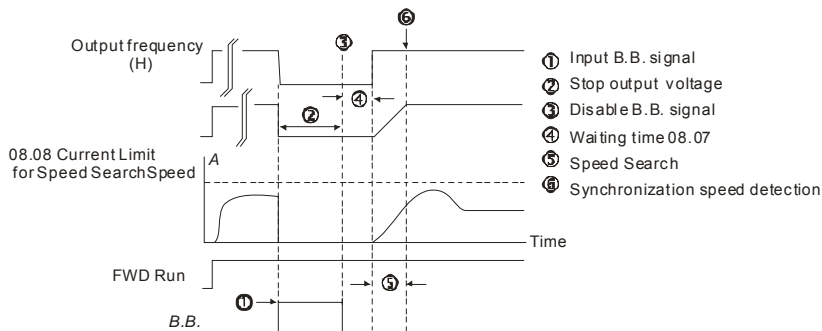 ⑥
Output frequency
(H)
③
④
②
08.08 Current Limit
for Speed SearchSpeed
A
Time
FWD Run
⑤
①
B.B.
① Input B.B. signal
② Stop output voltage
③ Disable B.B. signal
④ Waiting time 08.07
⑤ Speed Search
⑥ Synchronization speed detection